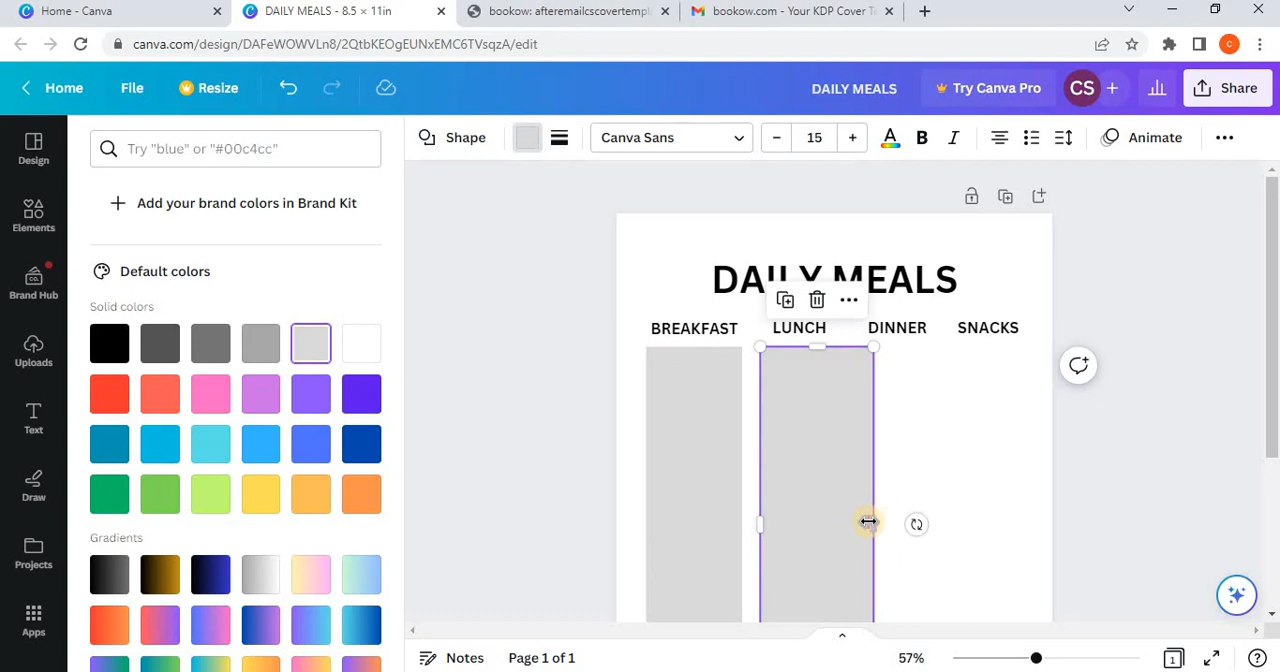 Home - Canva
DAILY MEALS - 8.5 × 11in
bookow: afteremailcscovertempl
bookow.com - Your KDP Cover Te
canva.com/design/DAFeWOWVLn8/2QtbKEOgEUNxEMC6TVsqzA/edit
C
Home
File
Resize
DAILY MEALS
Try Canva Pro
CS
Share
Design
Elements
Brand Hub
Uploads
Text
Draw
Projects
Apps
CO.
Try "blue" or "#00c4cc"
Add your brand colors in Brand Kit
Default colors
Solid colors
Gradients
Shape
Canva Sans
15
A
B
I
Animate
DAILY MEALS
BREAKFAST
LUNCH
DINNER
SNACKS
Notes
Page 1 of 1
57%
1